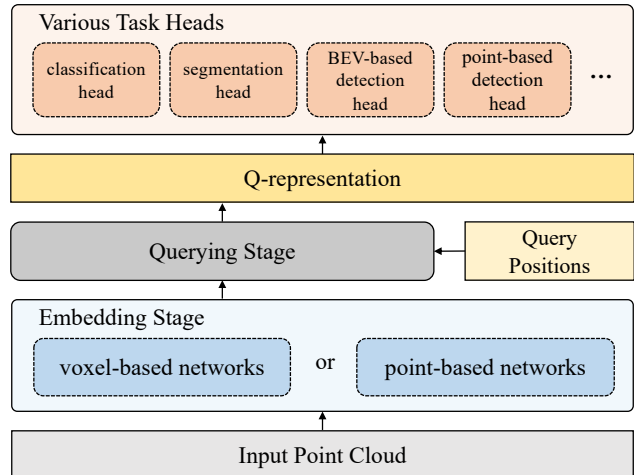 Various Task Heads
classification
head
segmentation
head
BEV-based
detection
head
point-based
detection
head
...
Q-representation
Querying Stage
Query
Positions
Embedding Stage
voxel-based networks
or
point-based networks
Input Point Cloud